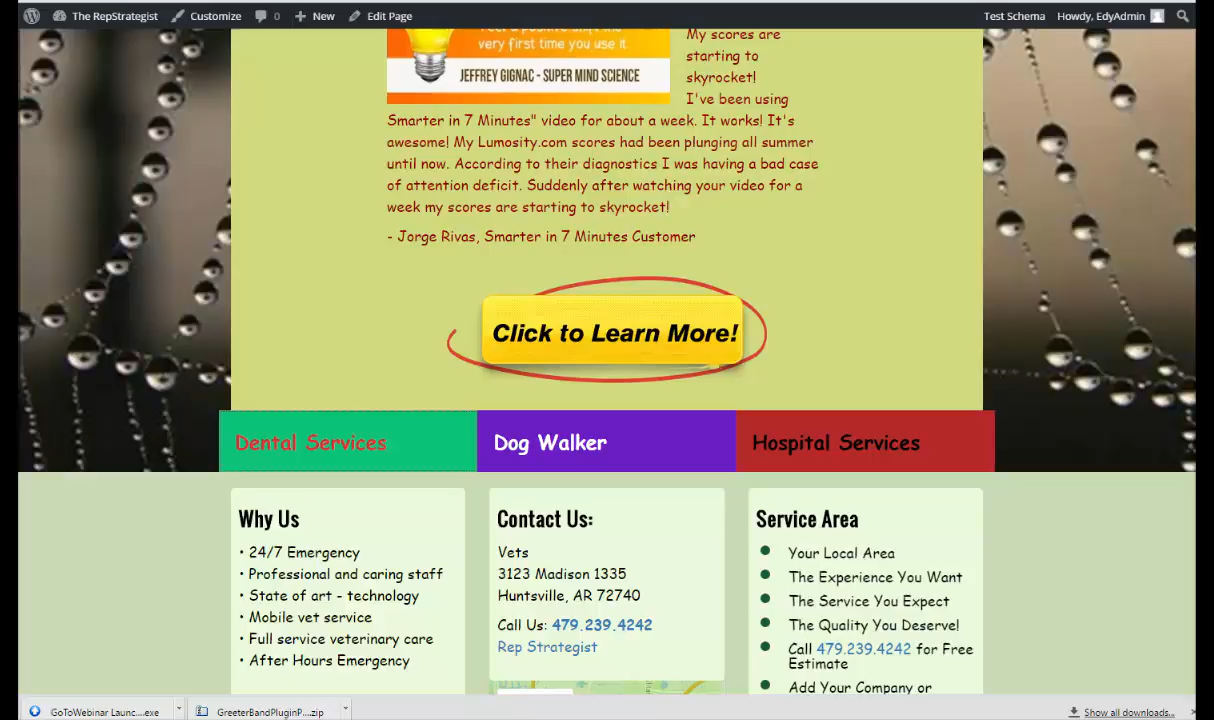 The RepStrategist Customize 0 New Edit Page Test Schema Howdy, EdyAdmin
very first time you use it
JEFFREY GIGNAC - SUPER MIND SCIENCE
My scores are
starting to
skyrocket!
I've been using
Smarter in 7 Minutes" video for about a week. It works! It's
awesome! My Lumosity.com scores had been plunging all summer
until now. According to their diagnostics I was having a bad case
of attention deficit. Suddenly after watching your video for a
week my scores are starting to skyrocket!
- Jorge Rivas, Smarter in 7 Minutes Customer
Click to Learn More!
Dental Services
Dog Walker
Hospital Services
Why Us
• 24/7 Emergency
• Professional and caring staff
• State of art - technology
• Mobile vet service
• Full service veterinary care
• After Hours Emergency
Contact Us:
Vets
3123 Madison 1335
Huntsville, AR 72740
Call Us: 479.239.4242
Rep Strategist
Service Area
Your Local Area
The Experience You Want
The Service You Expect
The Quality You Deserve!
Call 479.239.4242 for Free
Estimate
Add Your Company or
GoToWebinar Launc....exe
GreeterBandPluginP....zip
Show all downloads...